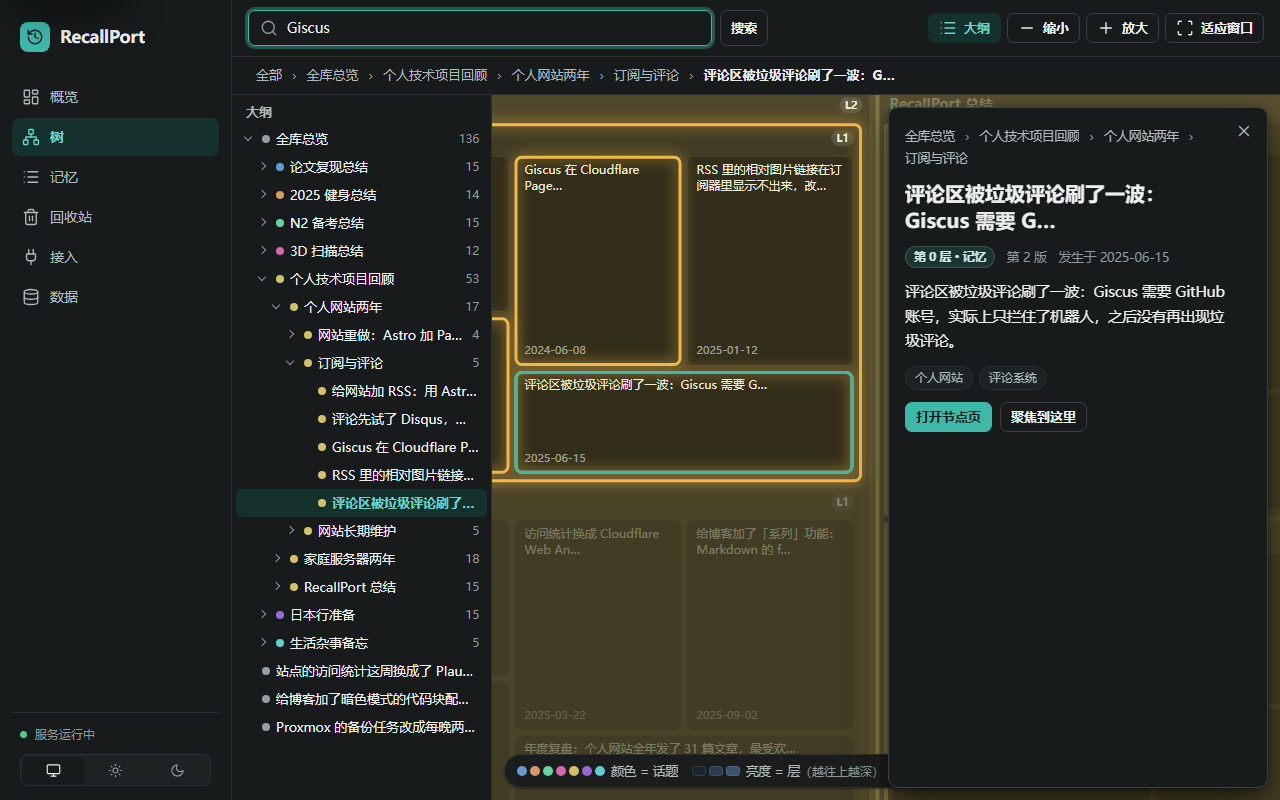 RecallPort
概览
树
记忆
回收站
接入
数据
服务运行中
Giscus
搜索
大纲
缩小
放大
适应窗口
全部 › 全库总览 › 个人技术项目回顾 › 个人网站两年 › 订阅与评论 › 评论区被垃圾评论刷了一波：G...
大纲
全库总览 136
论文复现总结 15
2025 健身总结 14
N2 备考总结 15
3D 扫描总结 12
个人技术项目回顾 53
个人网站两年 17
网站重做：Astro 加 Pa... 4
订阅与评论 5
给网站加 RSS：用 Astr...
评论先试了 Disqus，...
Giscus 在 Cloudflare P...
RSS 里的相对图片链接...
评论区被垃圾评论刷了...
网站长期维护 5
家庭服务器两年 18
RecallPort 总结 15
日本行准备 15
生活杂事备忘 5
站点的访问统计这周换成了 Plau...
给博客加了暗色模式的代码块配...
Proxmox 的备份任务改成每晚两...
L2
L1
Giscus 在 Cloudflare
Page...
2024-06-08
RSS 里的相对图片链接在订
阅器里显示不出来，改...
2025-01-12
评论区被垃圾评论刷了一波：Giscus 需要 G...
2025-06-15
L1
访问统计换成 Cloudflare
Web An...
2025-03-22
给博客加了「系列」功能：
Markdown 的 f...
2025-09-02
年度复盘：个人网站全年发了 31 篇文章，最受欢...
颜色 = 话题
亮度 = 层（越往上越深）
RecallPort 总结
全库总览 › 个人技术项目回顾 › 个人网站两年 ›
订阅与评论
评论区被垃圾评论刷了一波：
Giscus 需要 G...
第 0 层 · 记忆 第 2 版 发生于 2025-06-15
评论区被垃圾评论刷了一波：Giscus 需要 GitHub
账号，实际上只拦住了机器人，之后没有再出现垃
圾评论。
个人网站
评论系统
打开节点页
聚焦到这里